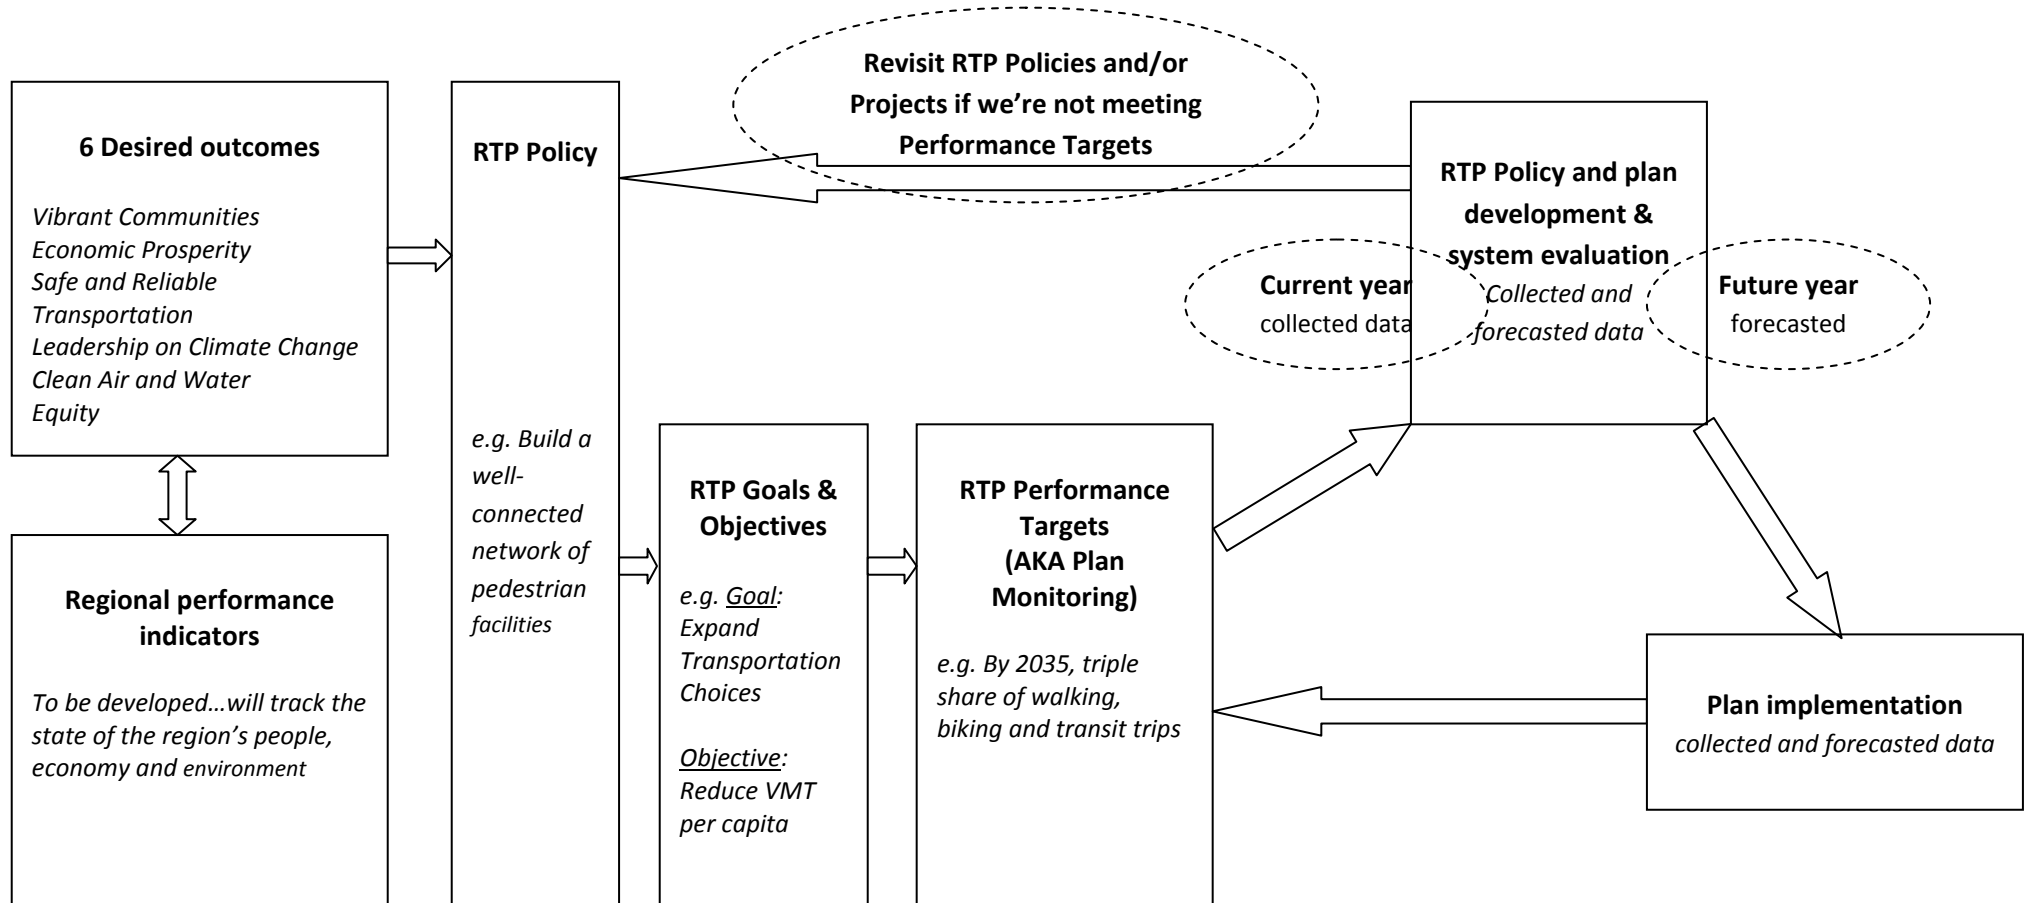 6 Desired outcomes
Vibrant Communities
Economic Prosperity
Safe and Reliable
Transportation
Leadership on Climate Change
Clean Air and Water
Equity
Regional performance
indicators
To be developed…will track the
state of the region’s people,
economy and environment
RTP Policy
e.g. Build a
well-
connected
network of
pedestrian
facilities
Revisit RTP Policies and/or
Projects if we’re not meeting
Performance Targets
RTP Goals &
Objectives
e.g. Goal:
Expand
Transportation
Choices
Objective:
Reduce VMT
per capita
RTP Performance
Targets
(AKA Plan
Monitoring)
e.g. By 2035, triple
share of walking,
biking and transit trips
RTP Policy and plan
development &
system evaluation
Collected and
forecasted data
Current year
collected data
Future year
forecasted
Plan implementation
collected and forecasted data